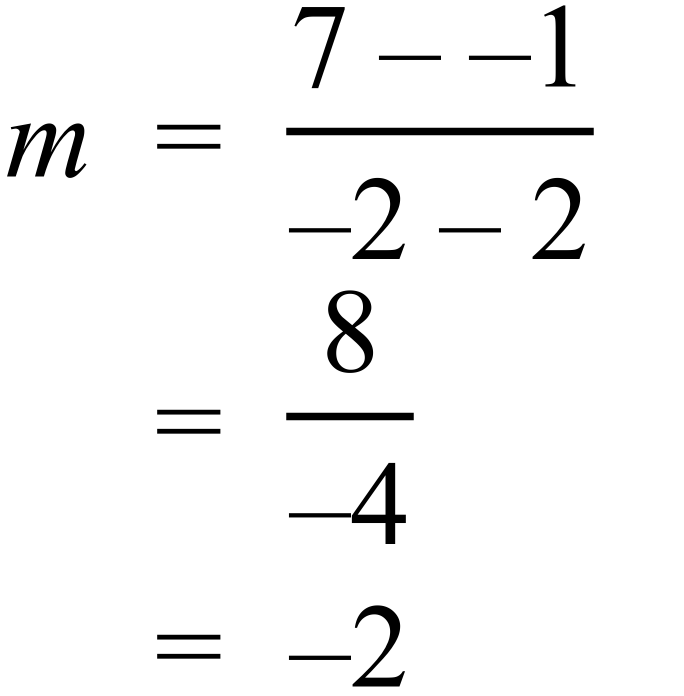 m = (7 – –1)/(–2 – 2)
= 8/–4
= –2